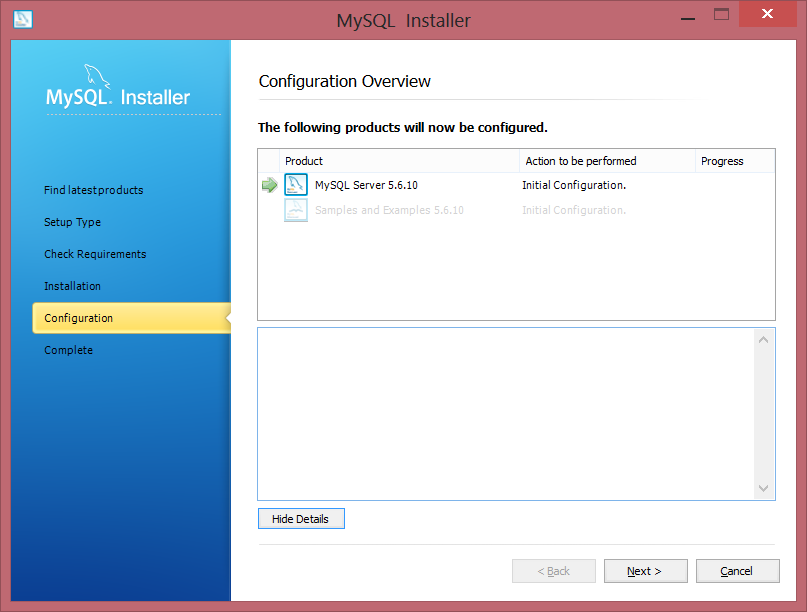 MySQL Installer
MySQL. Installer
Find latest products
Setup Type
Check Requirements
Installation
Configuration
Complete
Configuration Overview
The following products will now be configured.
Product Action to be performed Progress
MySQL Server 5.6.10 Initial Configuration.
Samples and Examples 5.6.10 Initial Configuration.
Hide Details
< Back Next > Cancel